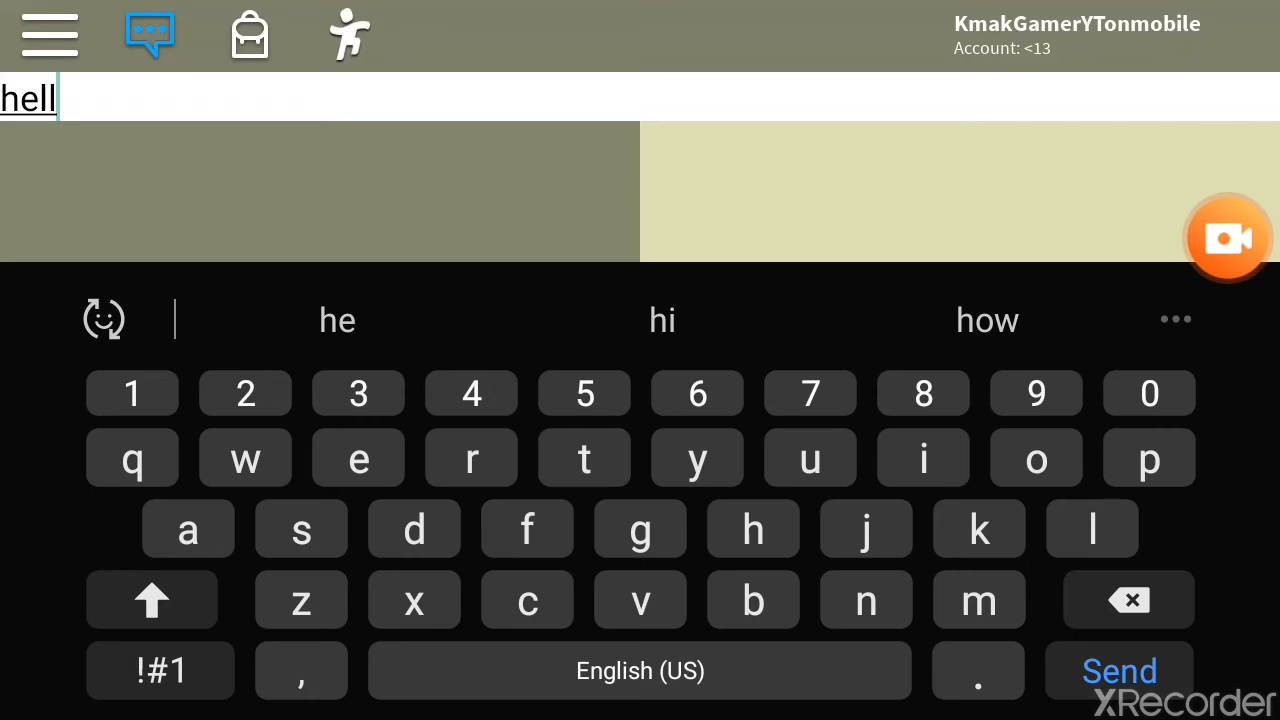 KmakGamerYTonmobile
Account: <13
hell
he hi how
1 2 3 4 5 6 7 8 9 0
q w e r t y u i o p
a s d f g h j k l
z x c v b n m
!#1 , English (US) . Send
XRecorder